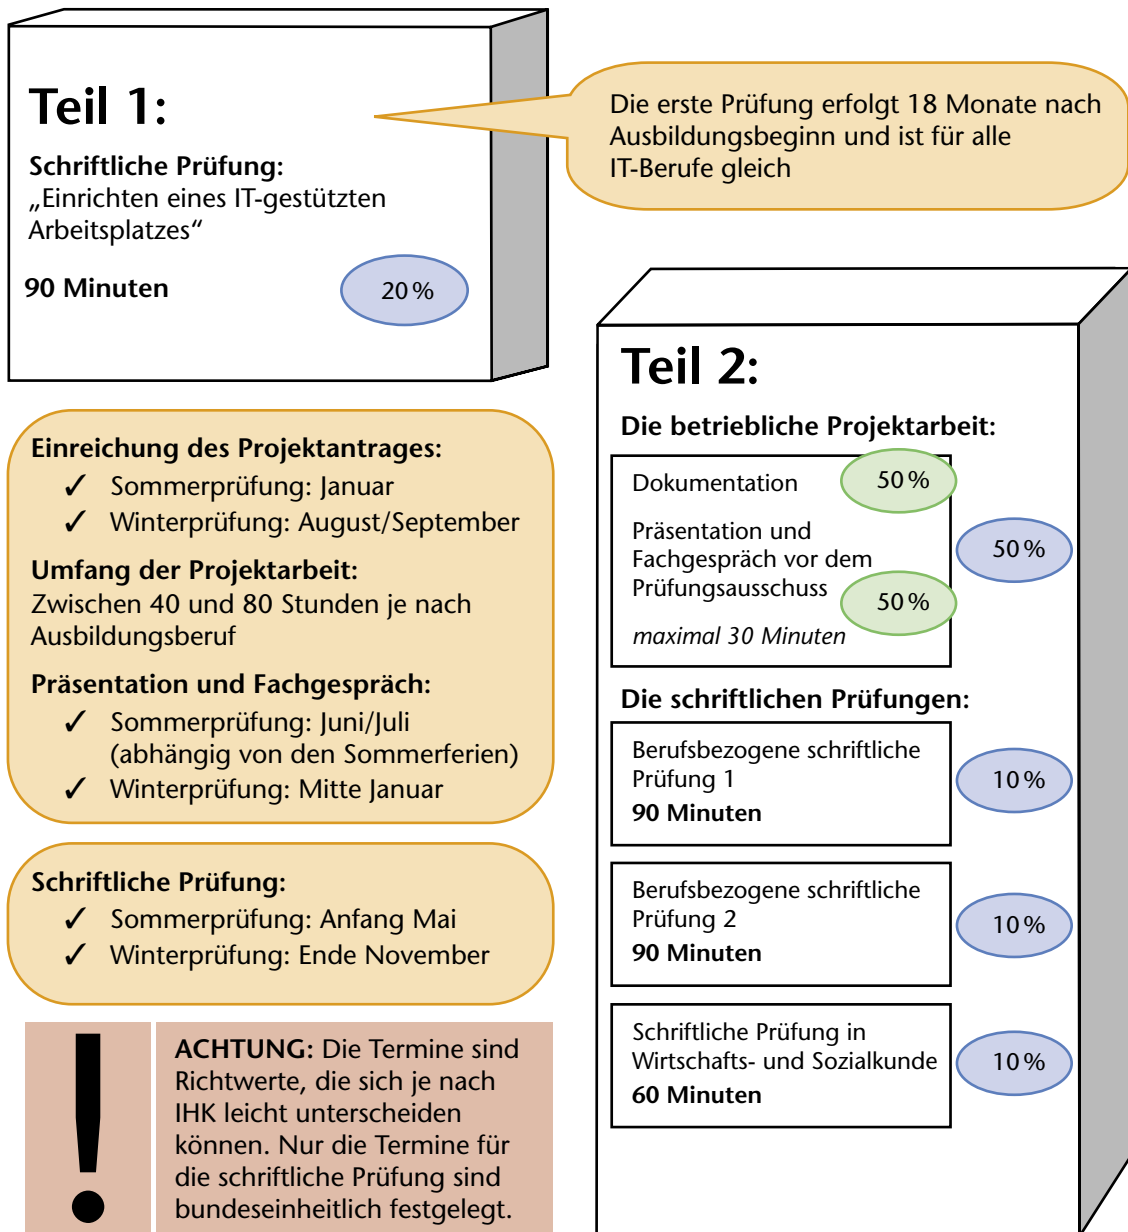 Teil 1:
Schriftliche Prüfung:
„Einrichten eines IT-gestützten
Arbeitsplatzes“
90 Minuten
20 %
Die erste Prüfung erfolgt 18 Monate nach
Ausbildungsbeginn und ist für alle
IT-Berufe gleich
Einreichung des Projektantrages:
✓ Sommerprüfung: Januar
✓ Winterprüfung: August/September
Umfang der Projektarbeit:
Zwischen 40 und 80 Stunden je nach
Ausbildungsberuf
Präsentation und Fachgespräch:
✓ Sommerprüfung: Juni/Juli
(abhängig von den Sommerferien)
✓ Winterprüfung: Mitte Januar
Schriftliche Prüfung:
✓ Sommerprüfung: Anfang Mai
✓ Winterprüfung: Ende November
!
ACHTUNG: Die Termine sind
Richtwerte, die sich je nach
IHK leicht unterscheiden
können. Nur die Termine für
die schriftliche Prüfung sind
bundeseinheitlich festgelegt.
Teil 2:
Die betriebliche Projektarbeit:
Dokumentation
50 %
Präsentation und
Fachgespräch vor dem
Prüfungsausschuss
50 %
maximal 30 Minuten
50 %
Die schriftlichen Prüfungen:
Berufsbezogene schriftliche
Prüfung 1
90 Minuten
10 %
Berufsbezogene schriftliche
Prüfung 2
90 Minuten
10 %
Schriftliche Prüfung in
Wirtschafts- und Sozialkunde
60 Minuten
10 %